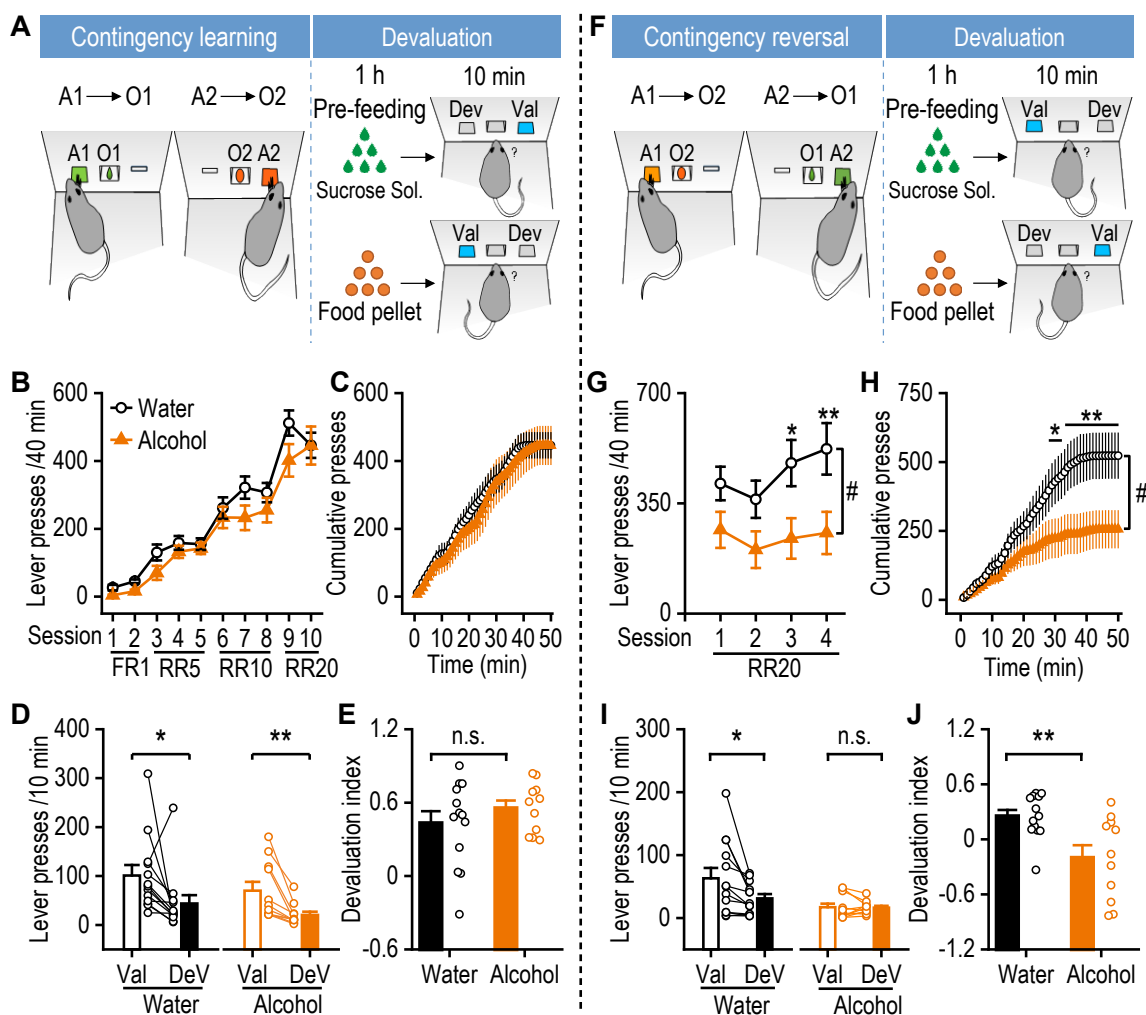 A
Contingency learning
Devaluation
A1 → O1
A2 → O2
1 h
10 min
Pre-feeding
Sucrose Sol.
Food pellet
A1 O1
O2 A2
Dev Val
?
Val Dev
?
F
Contingency reversal
Devaluation
A1 → O2
A2 → O1
1 h
10 min
Pre-feeding
Sucrose Sol.
Food pellet
A1 O2
O1 A2
Val Dev
?
Dev Val
?
B
Lever presses /40 min
600
400
200
0
Water
Alcohol
Session
1 2 3 4 5 6 7 8 9 10
FR1 RR5 RR10 RR20
C
Cumulative presses
600
400
200
0
0 10 20 30 40 50
Time (min)
G
Lever presses/40 min
700
350
0
* **
#
Session
1 2 3 4
RR20
H
Cumulative presses
750
500
250
0
* **
#
0 10 20 30 40 50
Time (min)
D
Lever presses /10 min
400
300
200
100
0
* **
Val DeV Val DeV
Water Alcohol
E
Devaluation index
1.2
0.6
0
-0.6
n.s.
Water Alcohol
I
Lever presses /10 min
300
200
100
0
* n.s.
Val DeV Val DeV
Water Alcohol
J
Devaluation index
1.2
0.6
0
-0.6
-1.2
**
Water Alcohol